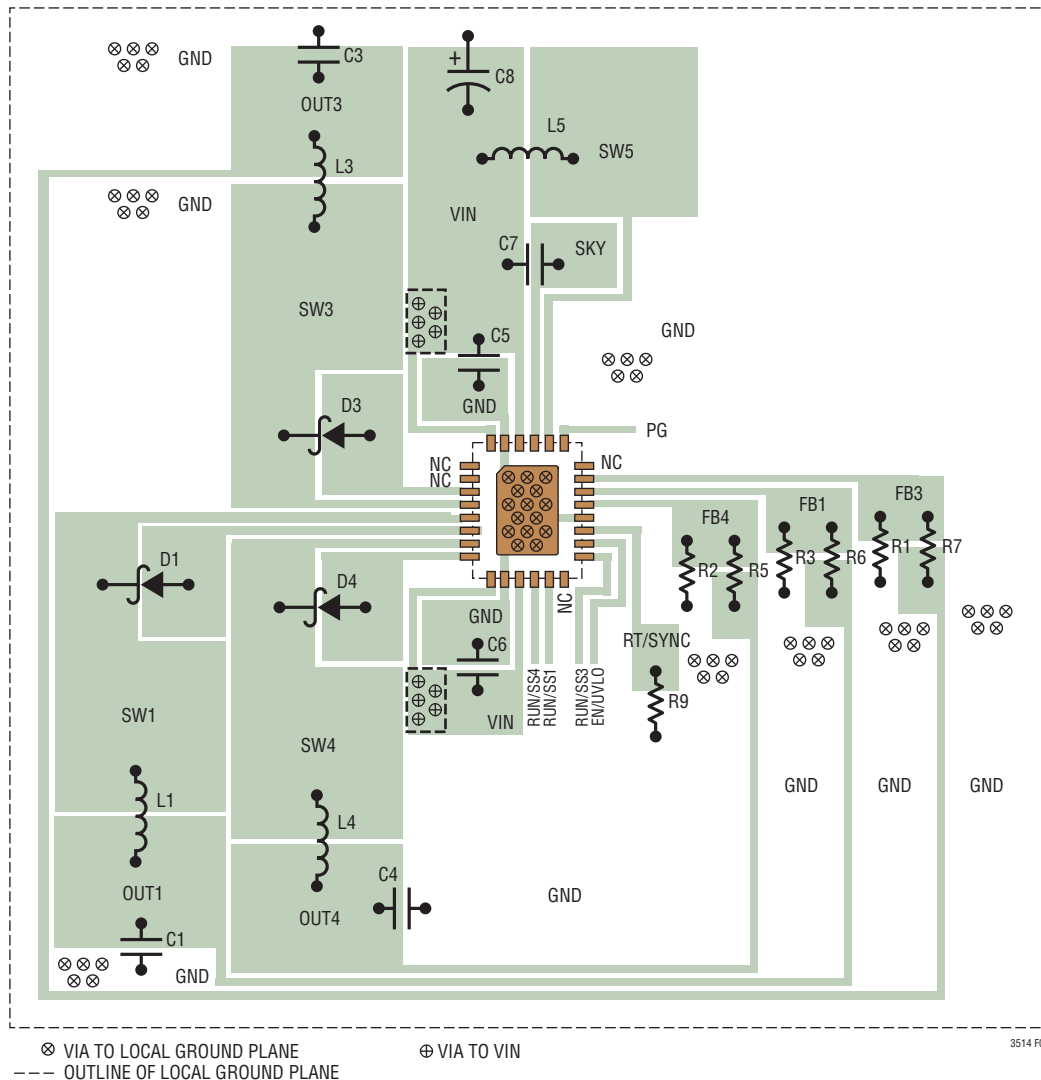 C3
GND
+
C8
OUT3
L5
SW5
L3
GND
VIN
C7
SKY
SW3
GND
C5
GND
D3
PG
NC
NC
NC
FB4
FB1
FB3
D1
D4
R2
R5
R3
R6
R1
R7
NC
GND
C6
RT/SYNC
RUN/SS4
RUN/SS1
RUN/SS3
EN/UVLO
R9
VIN
SW1
SW4
GND
GND
GND
L1
L4
C4
OUT1
OUT4
GND
C1
GND
VIA TO LOCAL GROUND PLANE
VIA TO VIN
OUTLINE OF LOCAL GROUND PLANE
3514